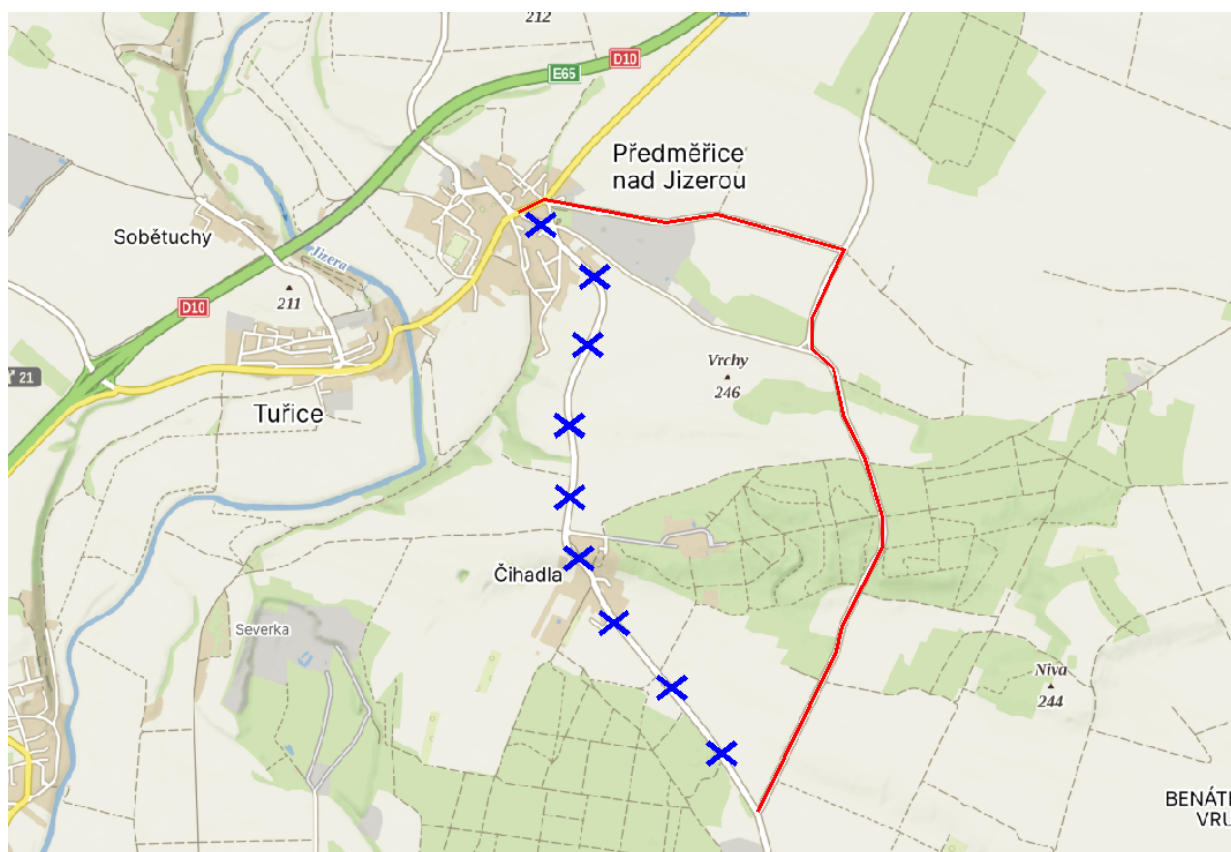 212
D10
E65
Předměřice
nad Jizerou
Sobětuchy
Jizera
211
D10
Vrchy
246
21
Tuřice
Čihadla
Severka
Niva
244
BENÁT
VRU